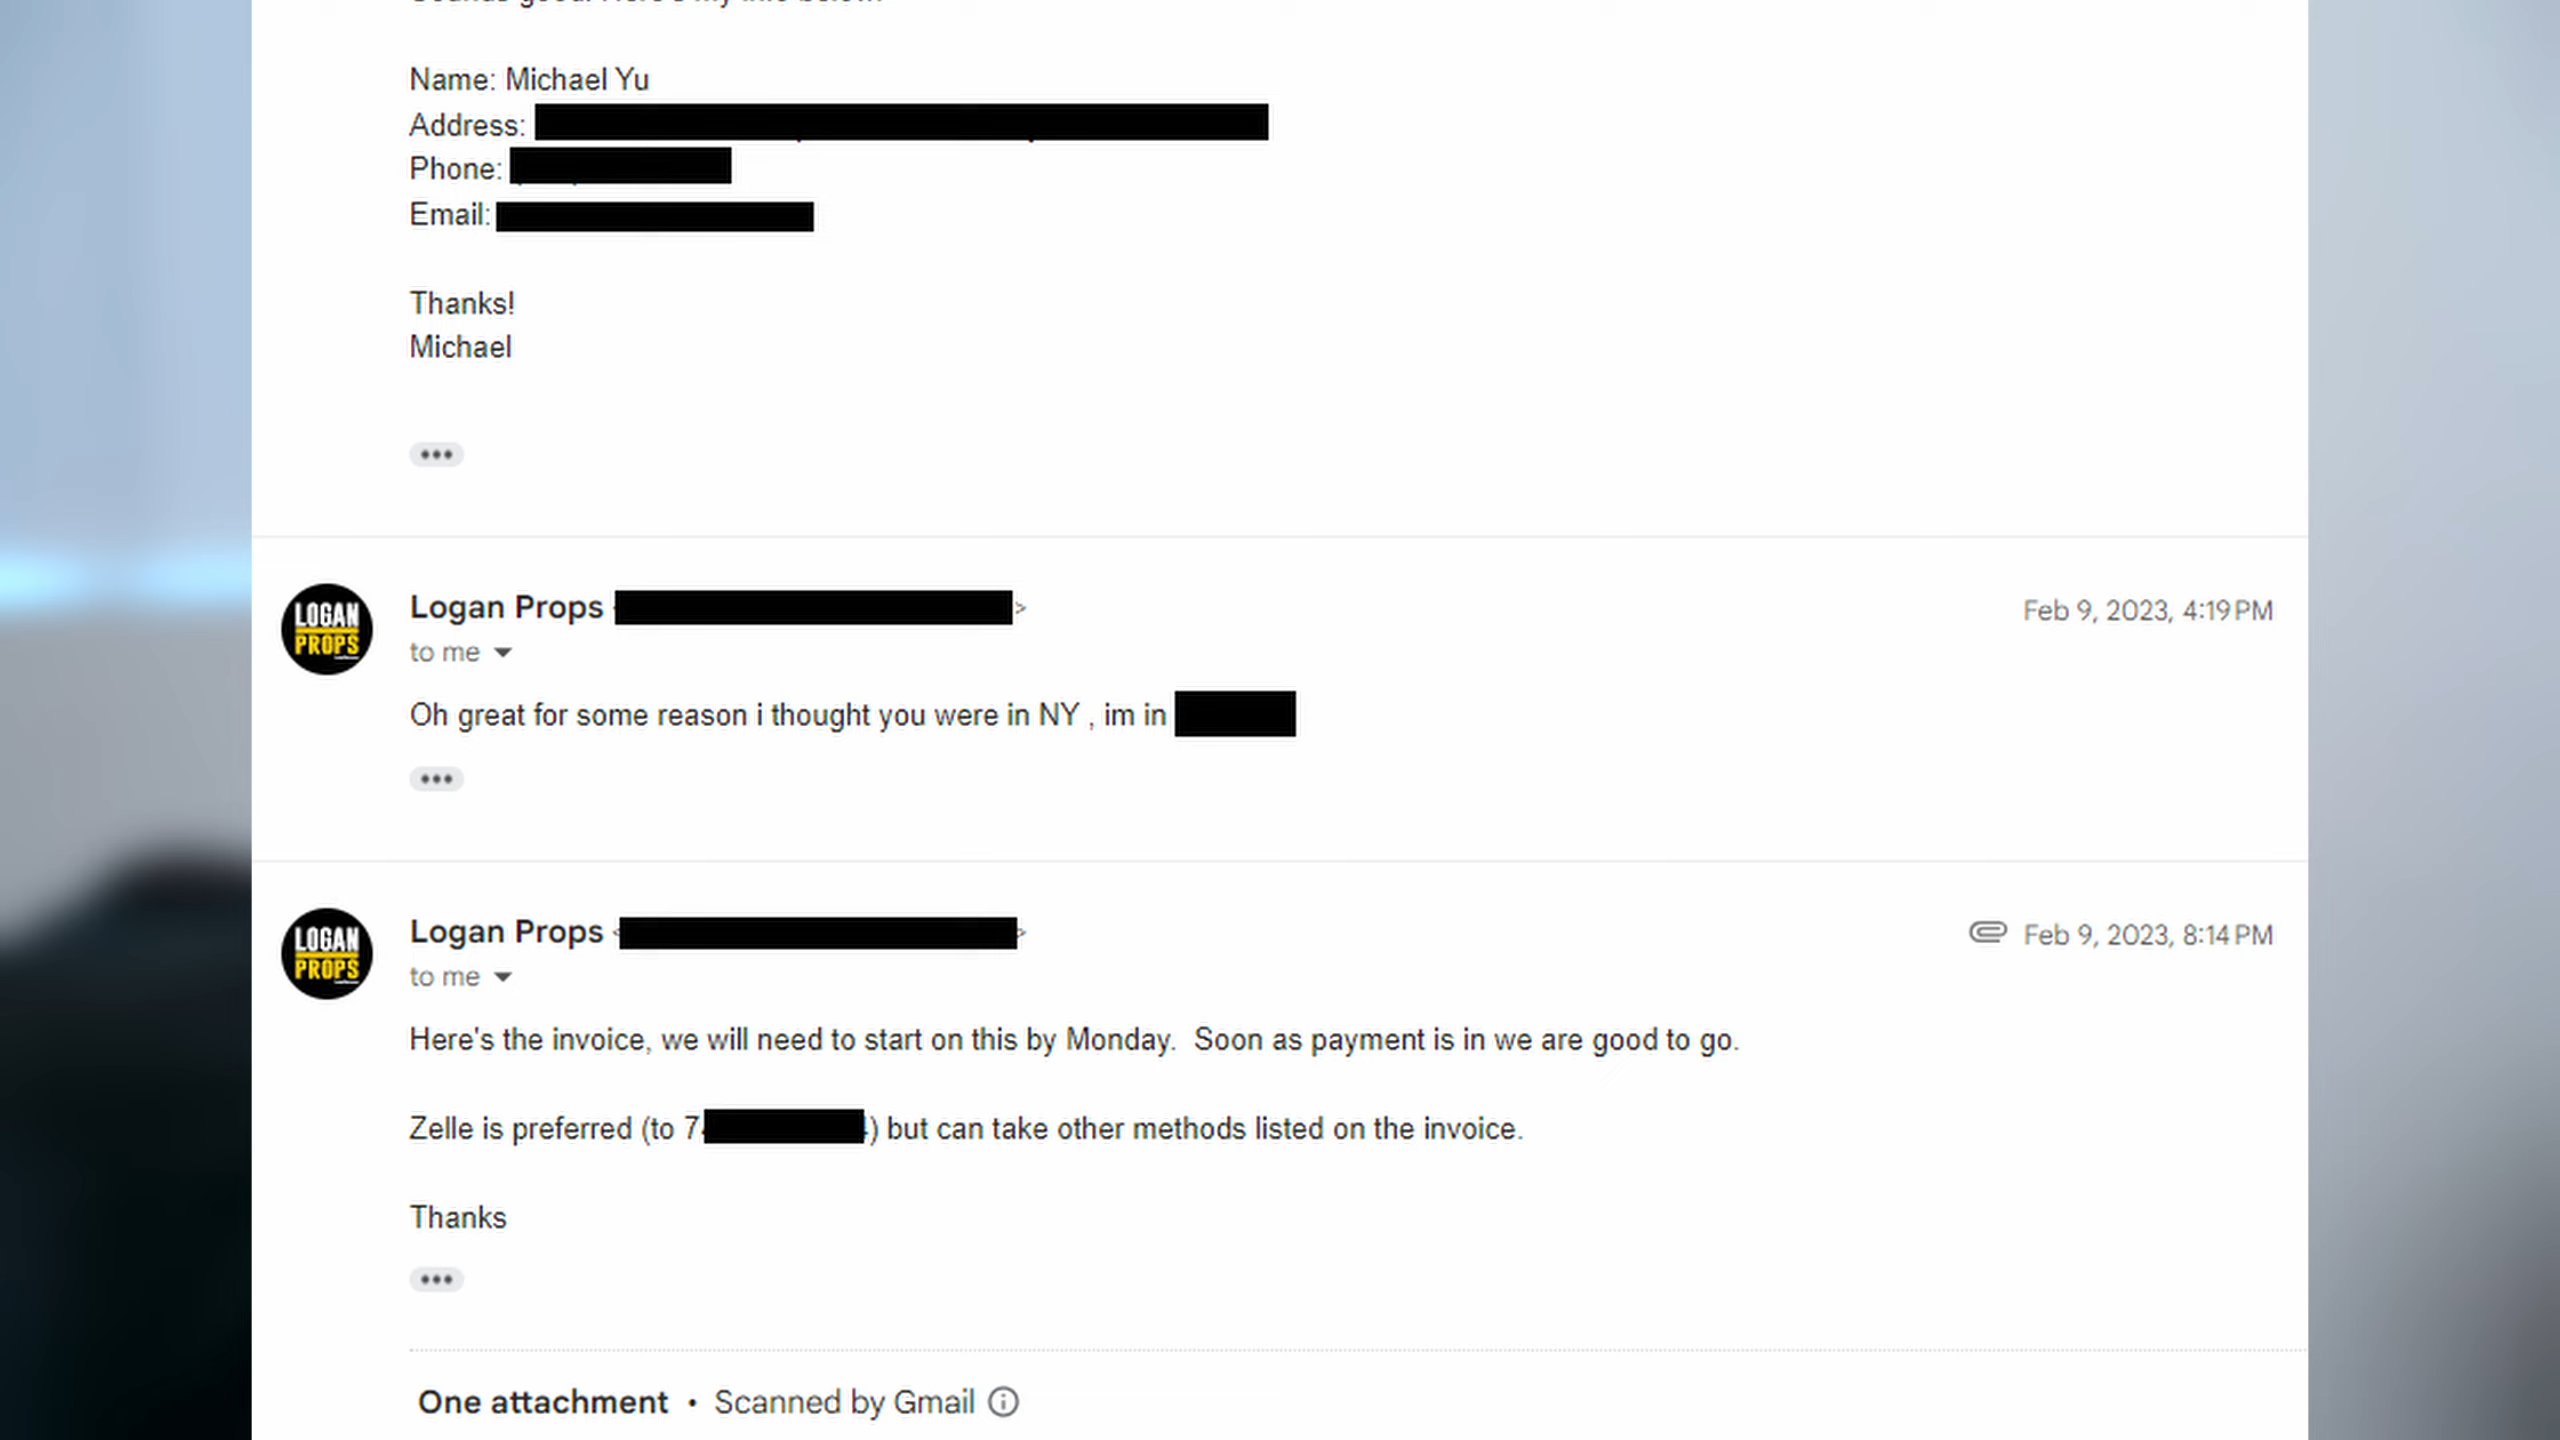 Name: Michael Yu
Address:
Phone:
Email:
Thanks!
Michael
LOGAN
PROPS
Logan Props >
Feb 9, 2023, 4:19 PM
to me
Oh great for some reason i thought you were in NY , im in
LOGAN
PROPS
Logan Props < >
Feb 9, 2023, 8:14 PM
to me
Here's the invoice, we will need to start on this by Monday.  Soon as payment is in we are good to go.
Zelle is preferred (to 7 ) but can take other methods listed on the invoice.
Thanks
One attachment • Scanned by Gmail